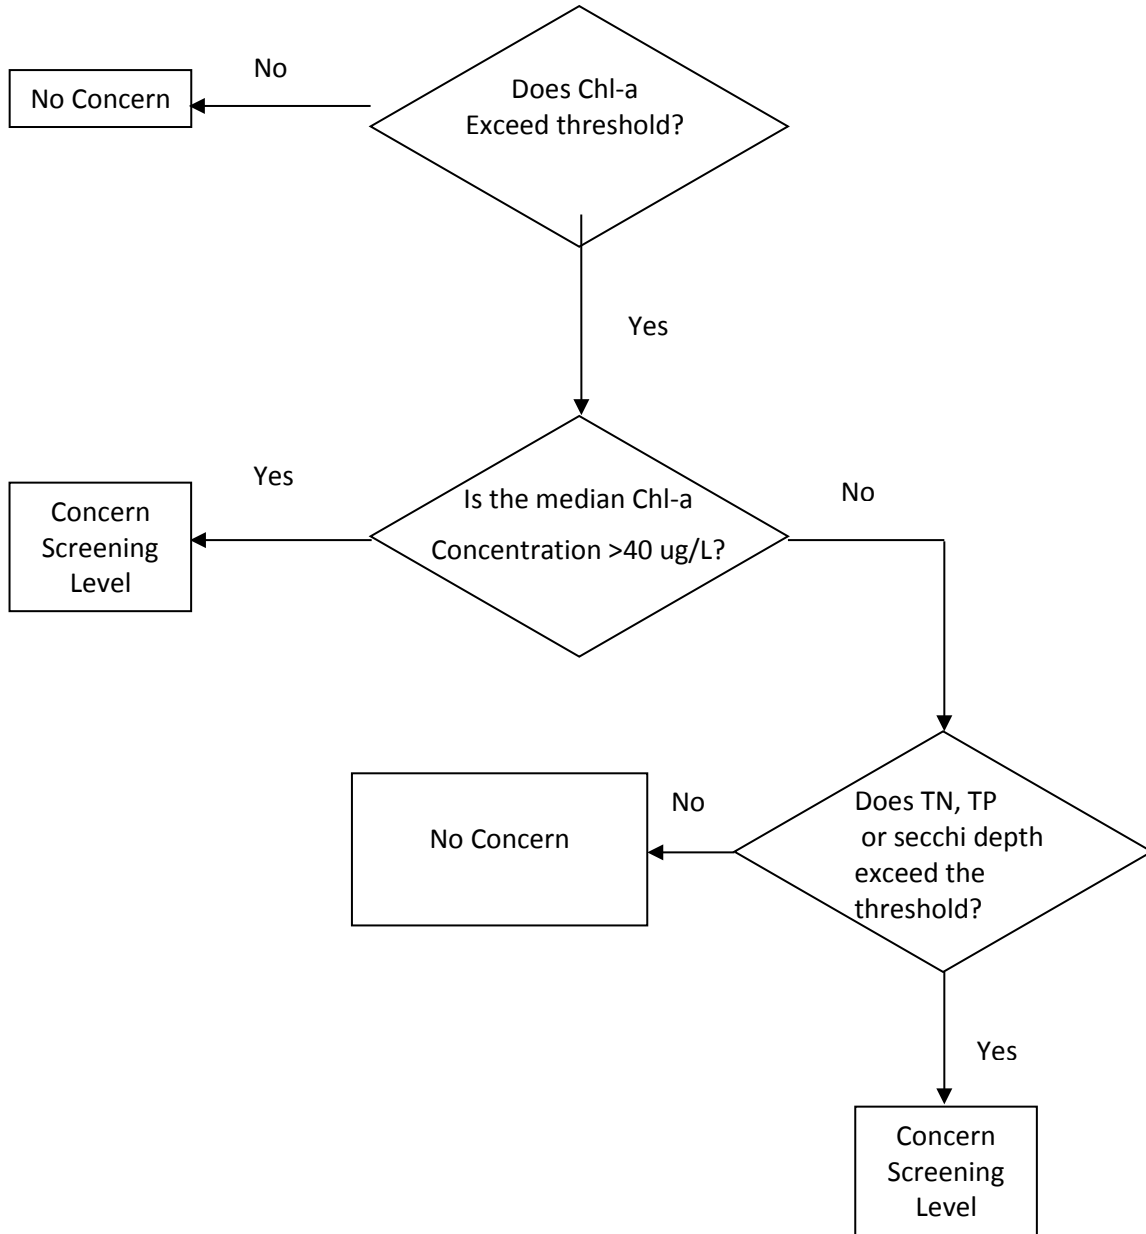 No
No Concern
Does Chl-a
Exceed threshold?
Yes
Yes
Concern
Screening
Level
Is the median Chl-a
Concentration >40 ug/L?
No
No Concern
No
Does TN, TP
or secchi depth
exceed the
threshold?
Yes
Concern
Screening
Level